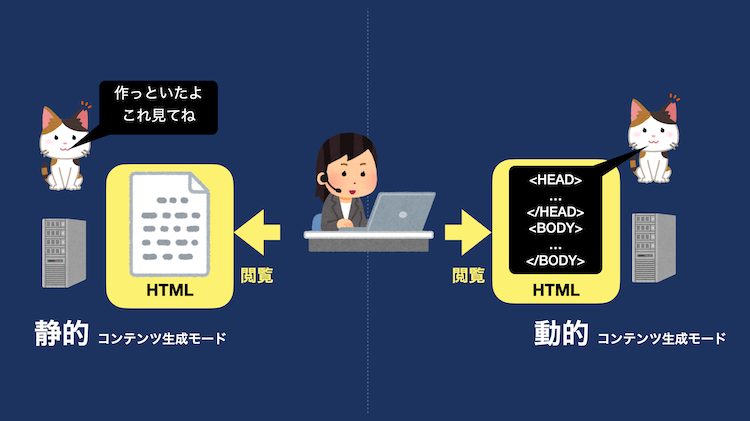 作っといたよ
これ見てね
HTML
閲覧
静的 コンテンツ生成モード
<HEAD>
...
</HEAD>
<BODY>
...
</BODY>
HTML
閲覧
動的 コンテンツ生成モード